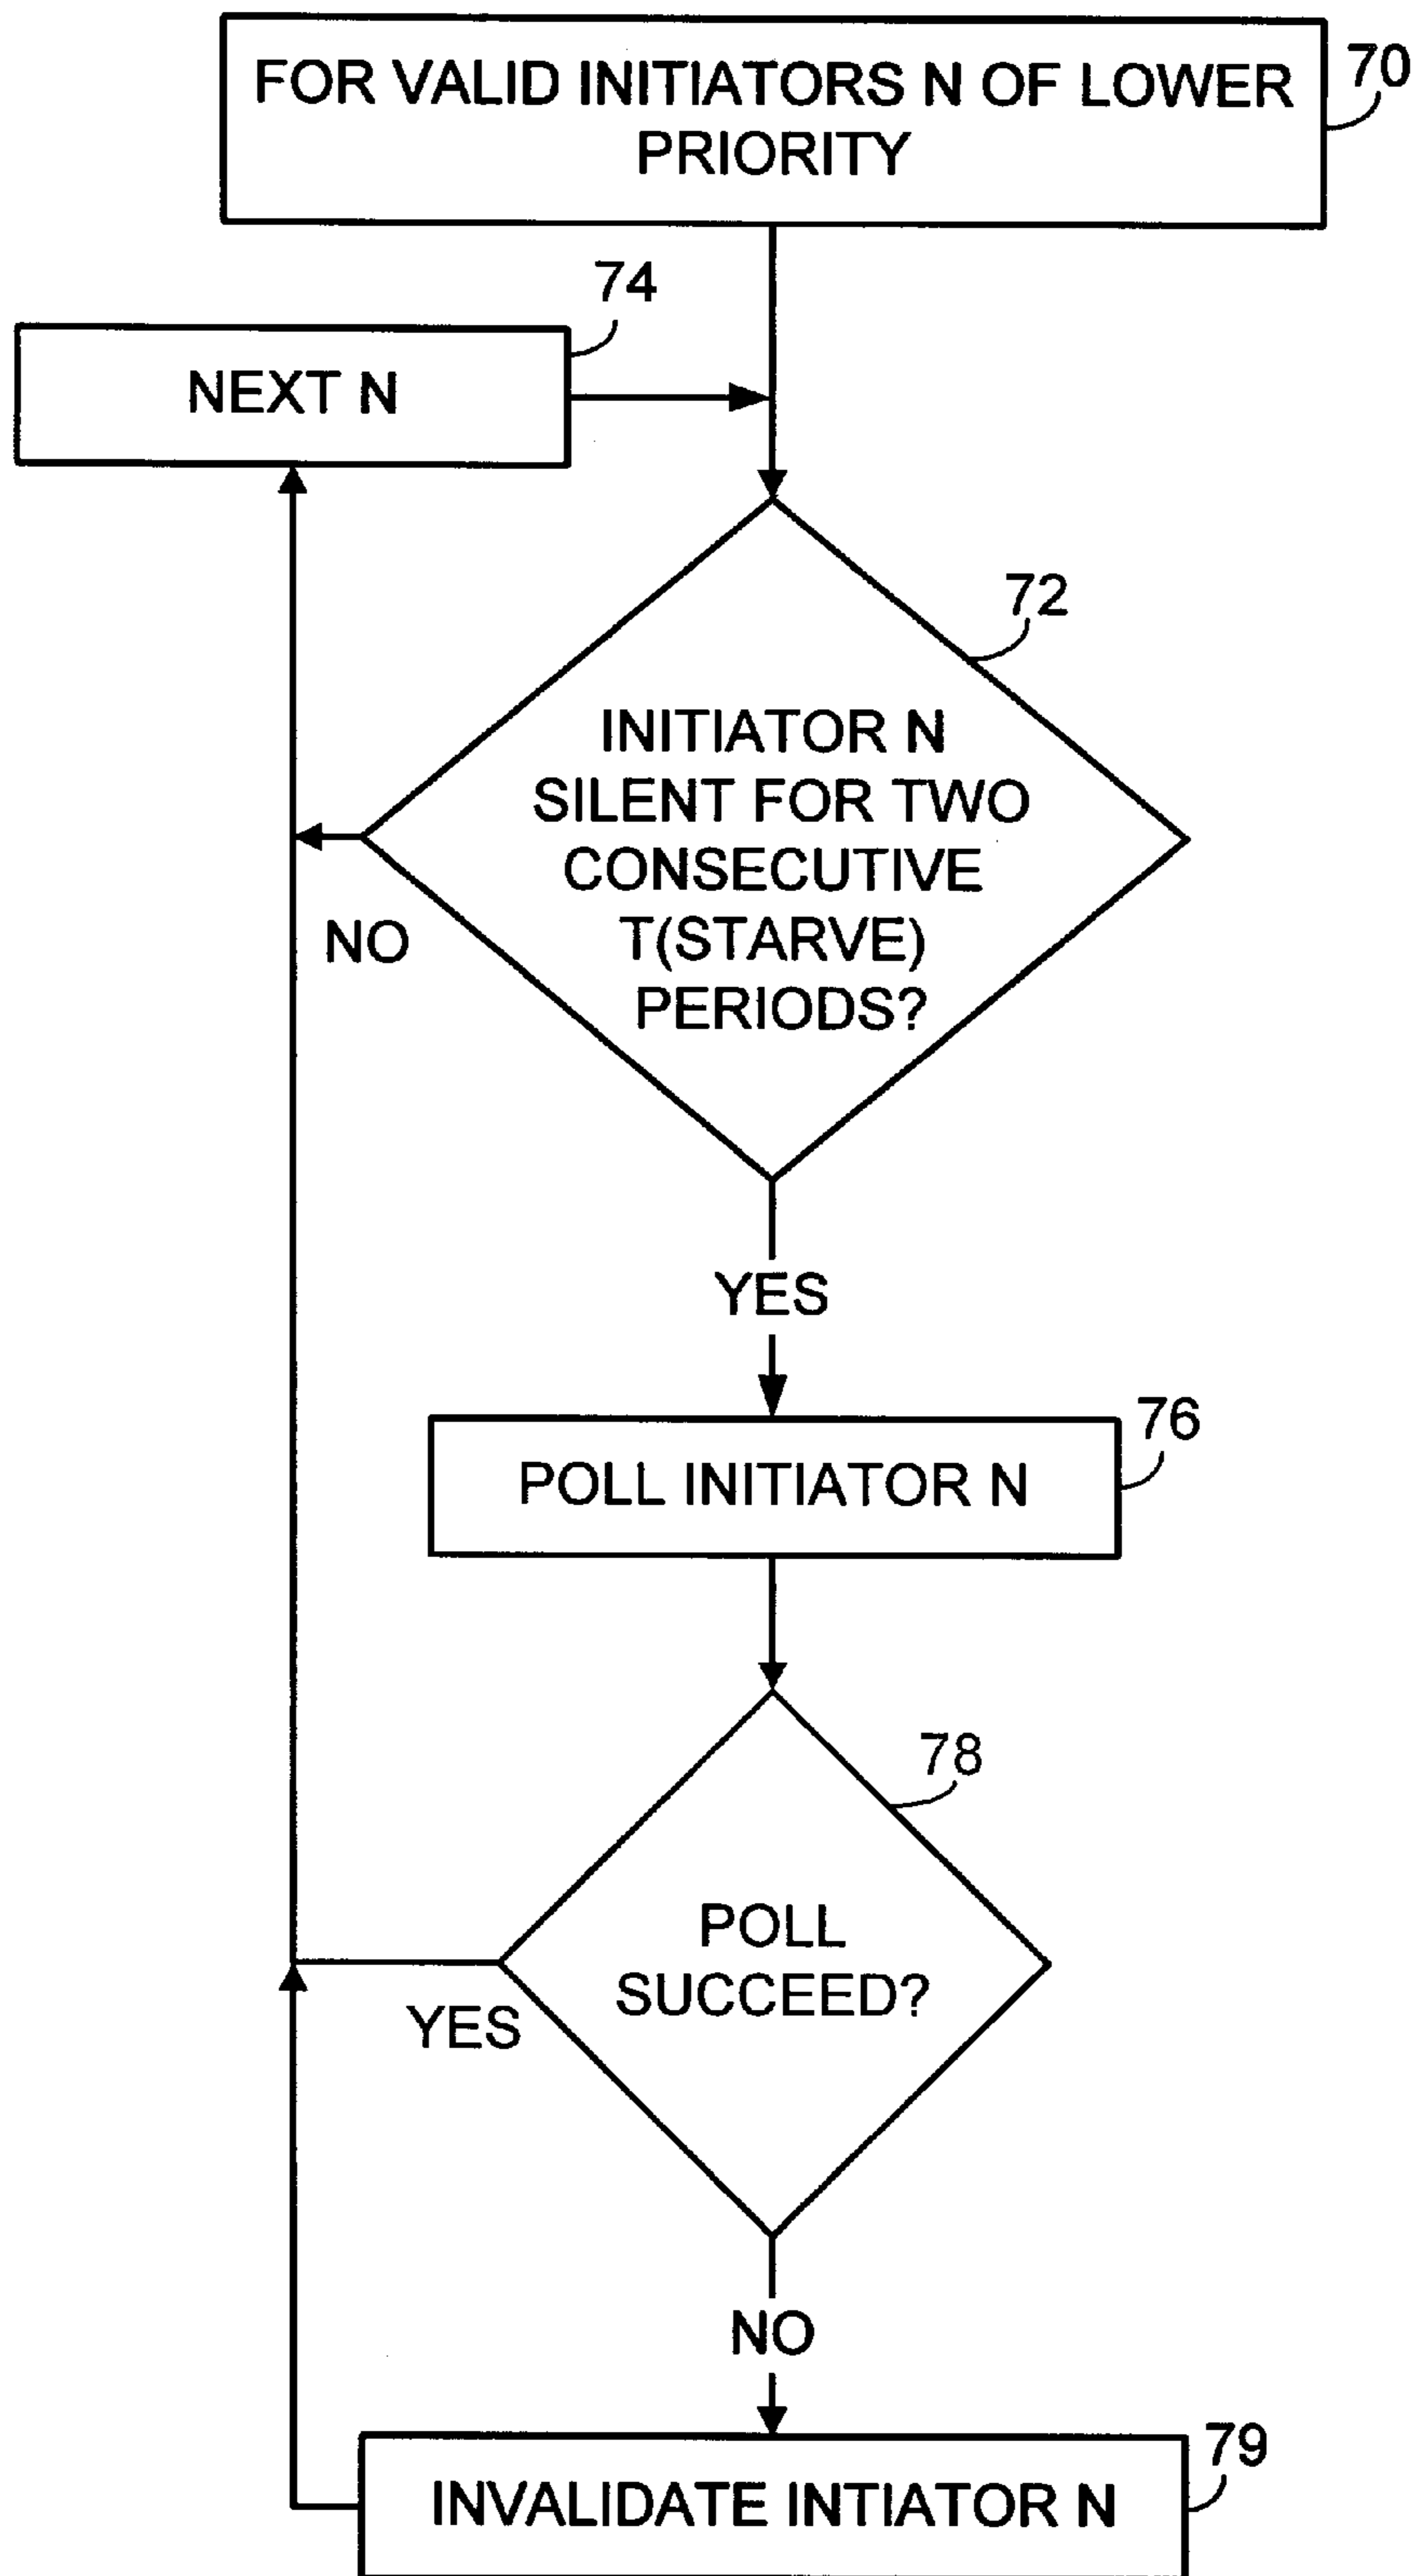 FOR VALID INITIATORS N OF LOWER
PRIORITY
70
74
NEXT N
72
INITIATOR N
SILENT FOR TWO
CONSECUTIVE
T(STARVE)
PERIODS?
NO
YES
76
POLL INITIATOR N
78
POLL
SUCCEED?
YES
NO
79
INVALIDATE INTIATOR N